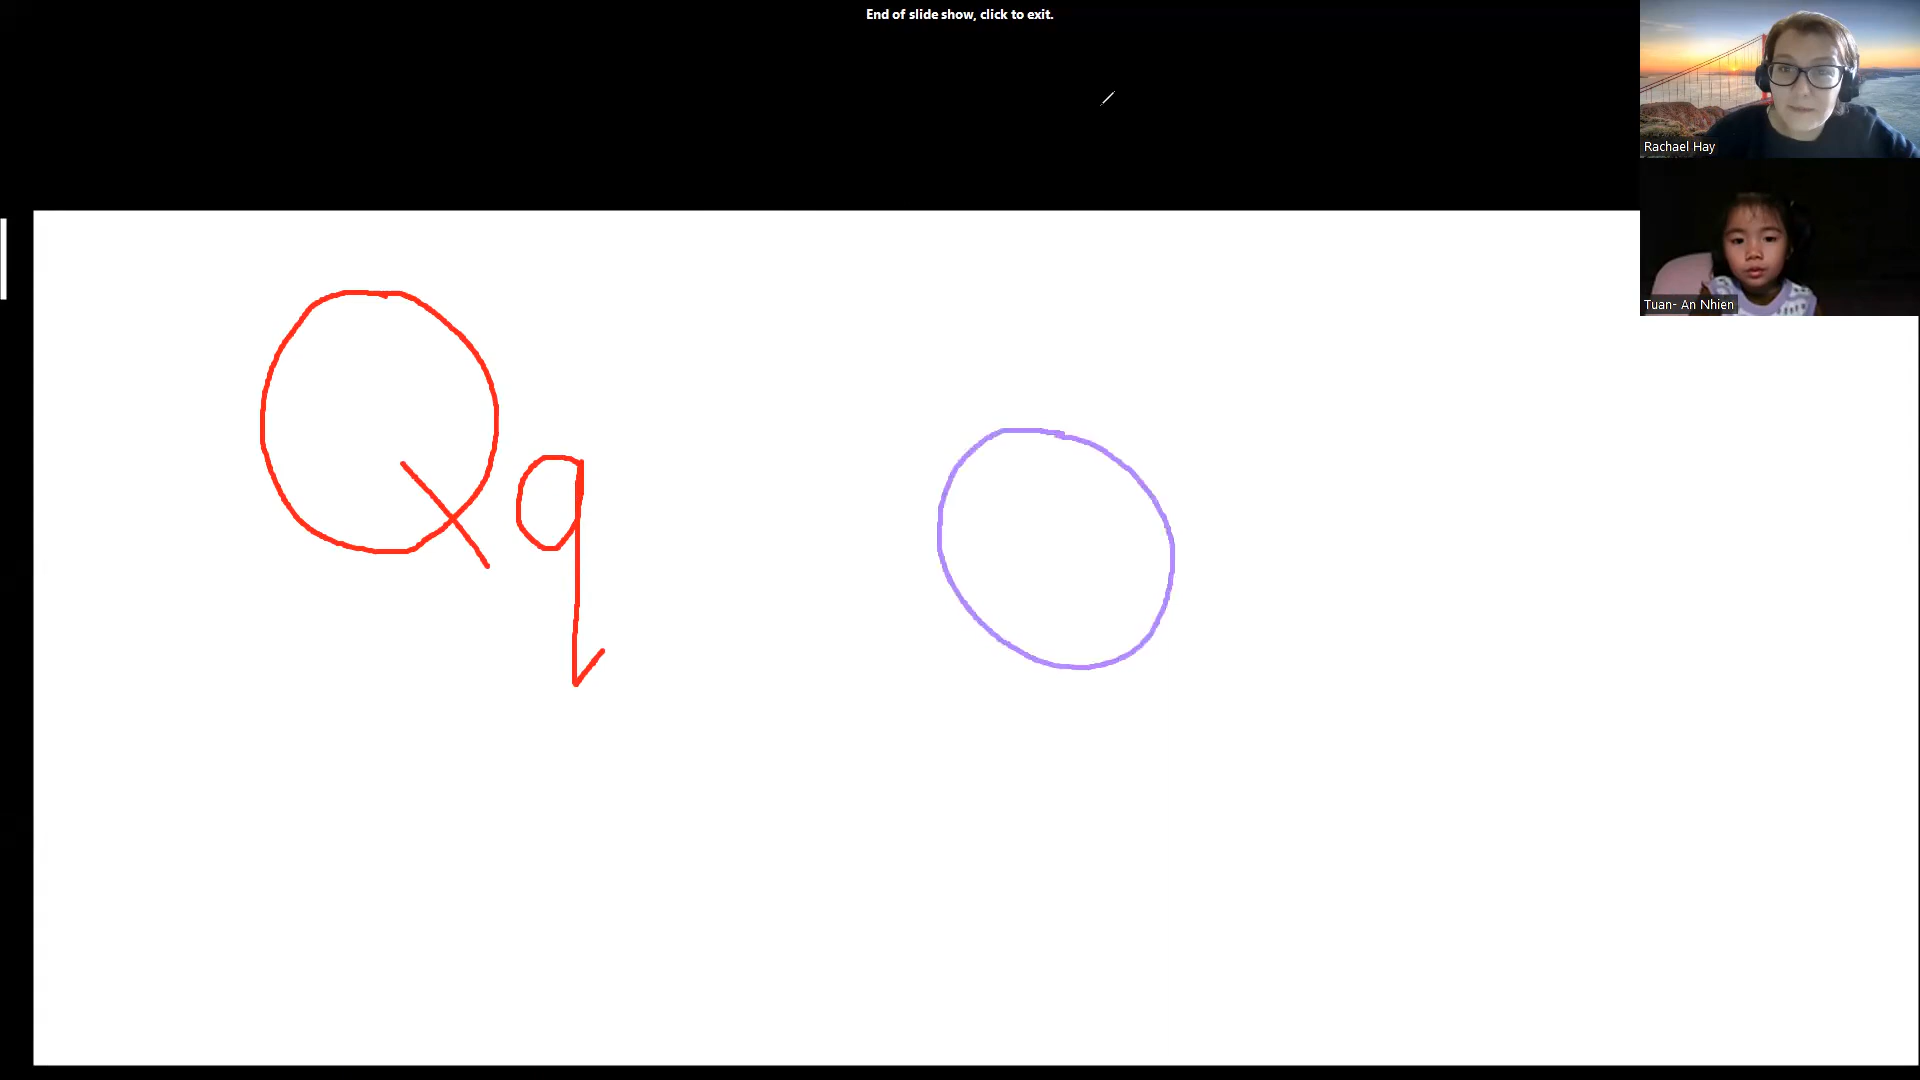 End of slide show, click to exit.
Rachael Hay
Tuan- An Nhien
Qq